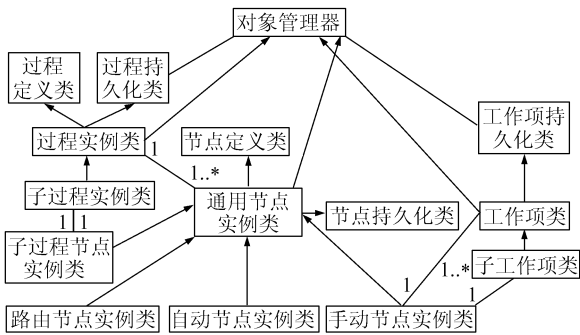 对象管理器
过程
定义类
过程持
久化类
工作项持
久化类
过程实例类
1
节点定义类
1..*
子过程实例类
通用节点
实例类
节点持久化类
工作项类
1
1
子过程节点
实例类
1
1..*
子工作项类
1
路由节点实例类
自动节点实例类
手动节点实例类